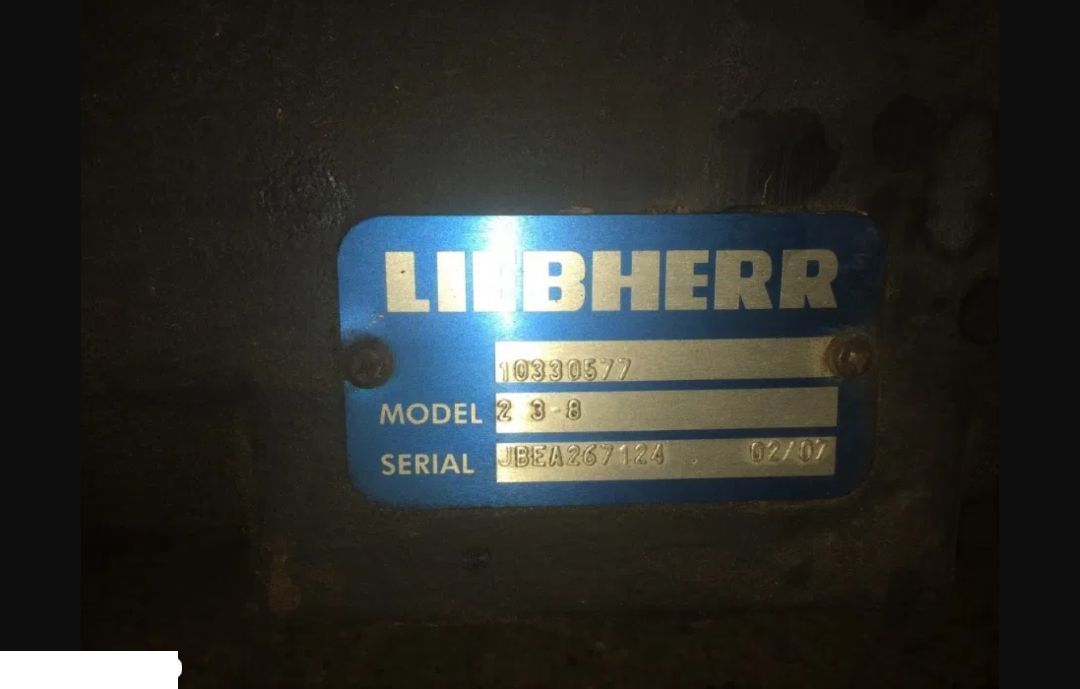 LIEBHERR
10330577
MODEL 2 3-8
SERIAL JBEA267124 02/07